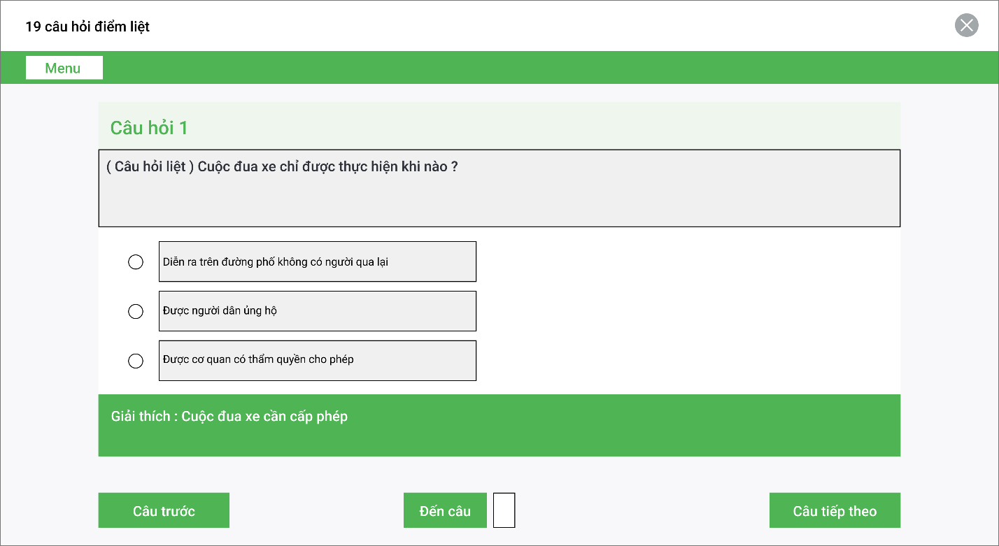 19 câu hỏi điểm liệt
Menu
Câu hỏi 1
( Câu hỏi liệt ) Cuộc đua xe chỉ được thực hiện khi nào ?
Diễn ra trên đường phố không có người qua lại
Được người dân ủng hộ
Được cơ quan có thẩm quyền cho phép
Giải thích : Cuộc đua xe cần cấp phép
Câu trước
Đến câu
Câu tiếp theo